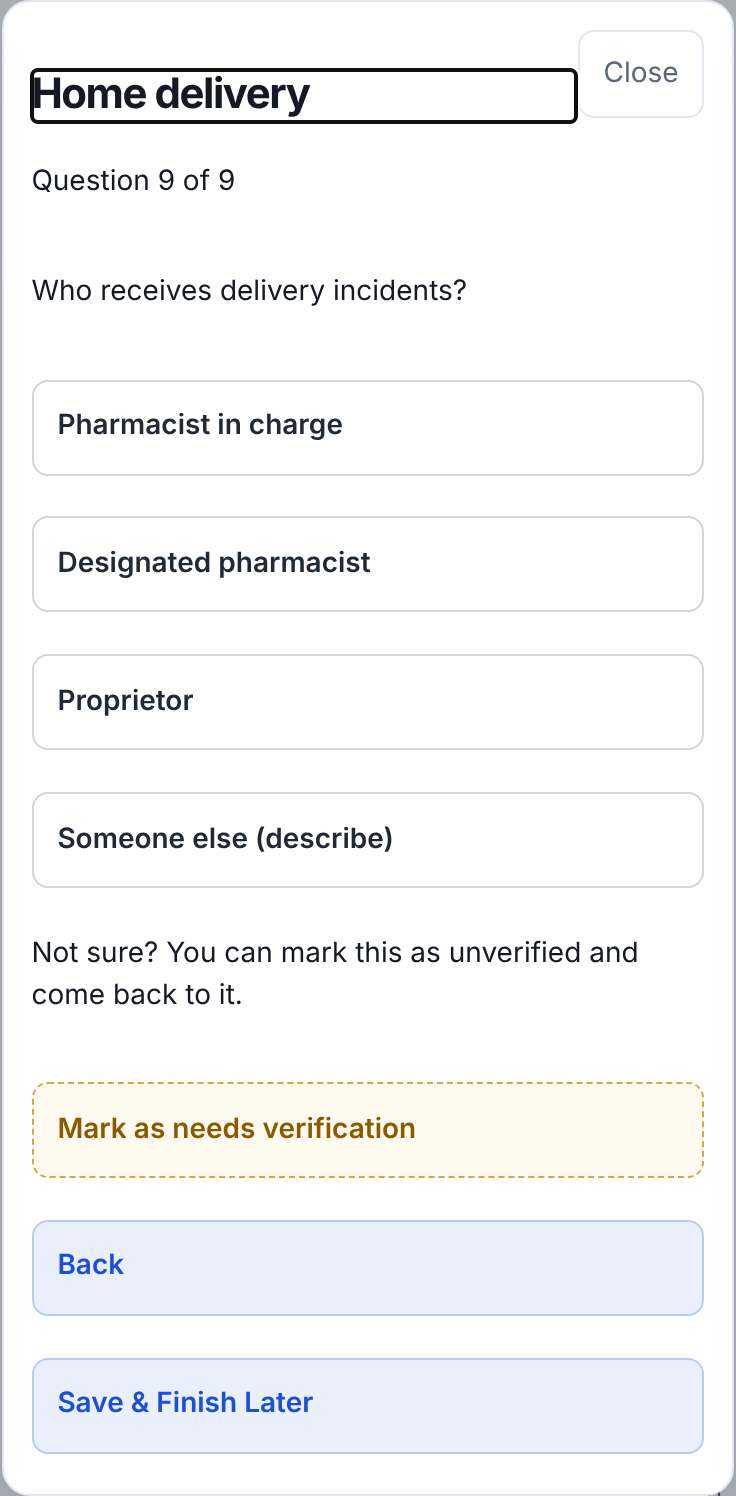 Close
Home delivery
Question 9 of 9
Who receives delivery incidents?
Pharmacist in charge
Designated pharmacist
Proprietor
Someone else (describe)
Not sure? You can mark this as unverified and
come back to it.
Mark as needs verification
Back
Save & Finish Later